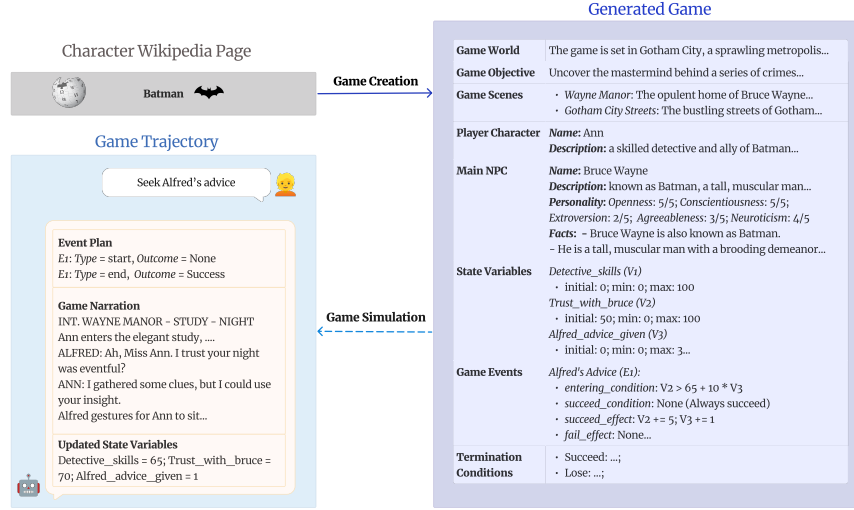 Generated Game
Character Wikipedia Page
Batman
Game Creation
Game Trajectory
Seek Alfred's advice
Event Plan
E1: Type = start, Outcome = None
E1: Type = end, Outcome = Success
Game Narration
INT. WAYNE MANOR - STUDY - NIGHT
Ann enters the elegant study, ....
ALFRED: Ah, Miss Ann. I trust your night
was eventful?
ANN: I gathered some clues, but I could use
your insight.
Alfred gestures for Ann to sit...
Updated State Variables
Detective_skills = 65; Trust_with_bruce =
70; Alfred_advice_given = 1
Game Simulation
Game World The game is set in Gotham City, a sprawling metropolis...
Game Objective Uncover the mastermind behind a series of crimes...
Game Scenes • Wayne Manor: The opulent home of Bruce Wayne...
• Gotham City Streets: The bustling streets of Gotham...
Player Character Name: Ann
Description: a skilled detective and ally of Batman...
Main NPC Name: Bruce Wayne
Description: known as Batman, a tall, muscular man...
Personality: Openness: 5/5; Conscientiousness: 5/5;
Extroversion: 2/5; Agreeableness: 3/5; Neuroticism: 4/5
Facts: - Bruce Wayne is also known as Batman.
- He is a tall, muscular man with a brooding demeanor...
State Variables Detective_skills (V1)
• initial: 0; min: 0; max: 100
Trust_with_bruce (V2)
• initial: 50; min: 0; max: 100
Alfred_advice_given (V3)
• initial: 0; min: 0; max: 3...
Game Events Alfred's Advice (E1):
• entering_condition: V2 > 65 + 10 * V3
• succeed_condition: None (Always succeed)
• succeed_effect: V2 += 5; V3 += 1
• fail_effect: None...
Termination • Succeed: ...;
Conditions • Lose: ...;